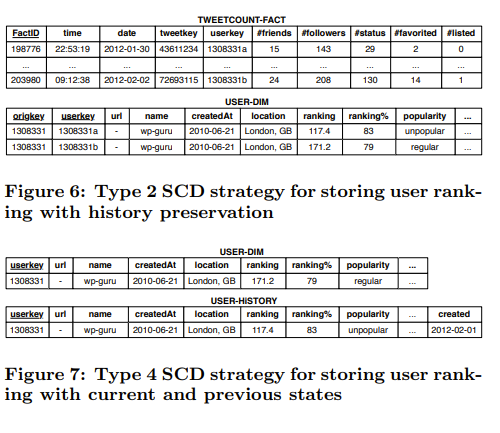 TWEETCOUNT-FACT
FactID time date tweetkey userkey #friends #followers #status #favorited #listed
198776 22:53:19 2012-01-30 43611234 1308331a 15 143 29 2 0
... ... ... ... ... ... ... ... ... ...
203980 09:12:38 2012-02-02 72693115 1308331b 24 208 130 14 1
USER-DIM
origkey userkey url name createdAt location ranking ranking% popularity ...
1308331 1308331a - wp-guru 2010-06-21 London, GB 117.4 83 unpopular ...
1308331 1308331b - wp-guru 2010-06-21 London, GB 171.2 79 regular ...
Figure 6: Type 2 SCD strategy for storing user rank-
ing with history preservation
USER-DIM
userkey url name createdAt location ranking ranking% popularity ...
1308331 - wp-guru 2010-06-21 London, GB 171.2 79 regular ...
USER-HISTORY
userkey url name createdAt location ranking ranking% popularity ... created
1308331 - wp-guru 2010-06-21 London, GB 117.4 83 unpopular ... 2012-02-01
Figure 7: Type 4 SCD strategy for storing user rank-
ing with current and previous states